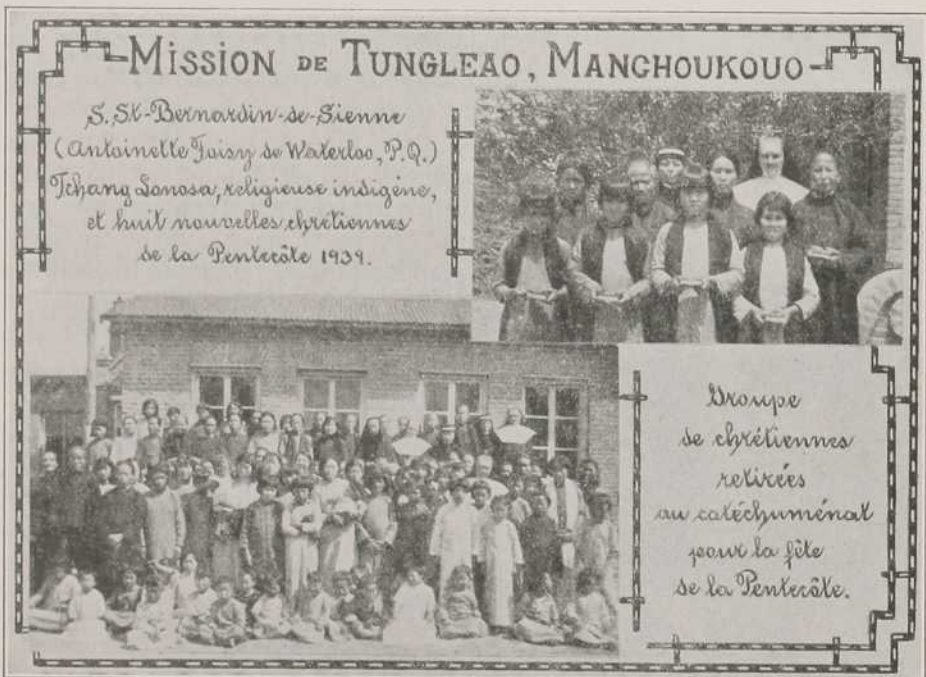 MISSION DE TUNGLEAO, MANCHOUKOUO
S. St-Bernardin-de-Sienne
(Antoinette Foisy de Waterloo, P.Q.)
Tchang Lonosa, religieuse indigène,
et huit nouvelles chrétiennes
de la Pentecôte 1939.
Groupe
de chrétiennes
retirées
au catéchuménat
pour la fête
de la Pentecôte.